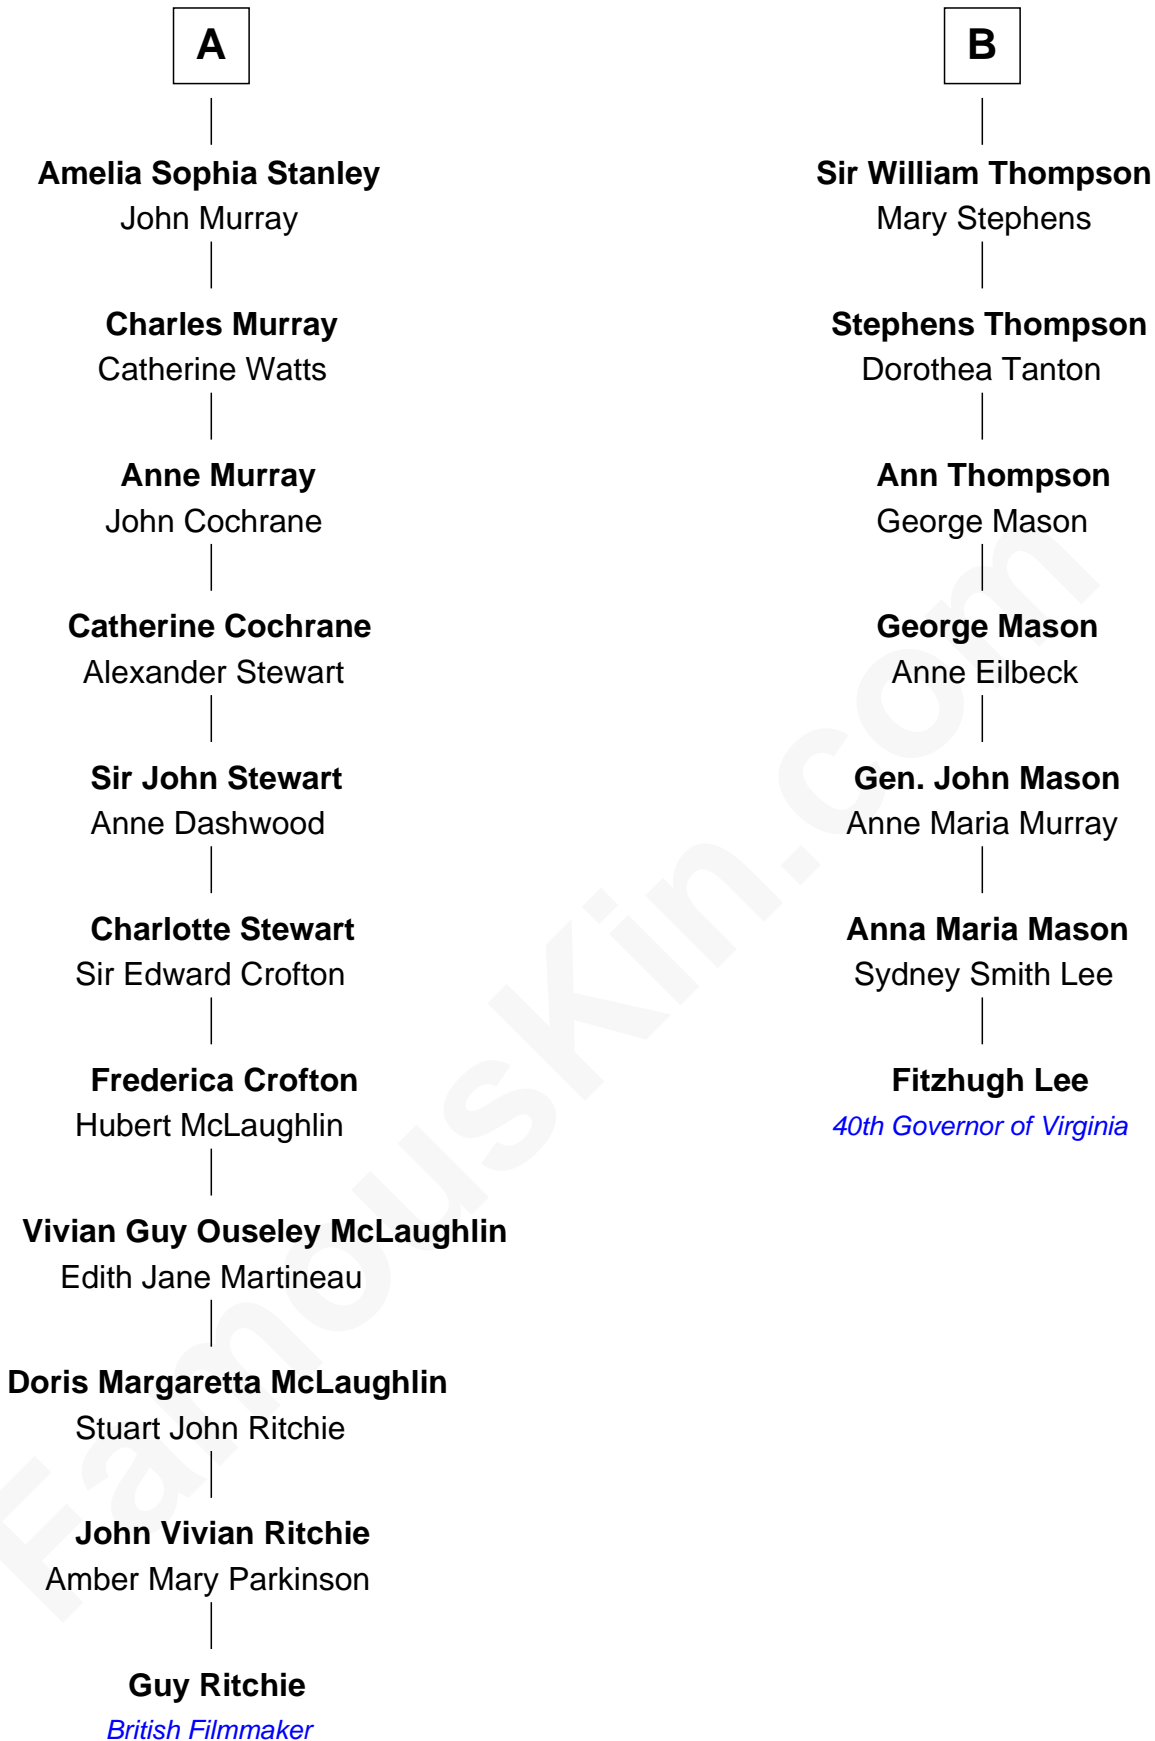 A
Amelia Sophia Stanley
John Murray
Charles Murray
Catherine Watts
Anne Murray
John Cochrane
Catherine Cochrane
Alexander Stewart
Sir John Stewart
Anne Dashwood
Charlotte Stewart
Sir Edward Crofton
Frederica Crofton
Hubert McLaughlin
Vivian Guy Ouseley McLaughlin
Edith Jane Martineau
Doris Margaretta McLaughlin
Stuart John Ritchie
John Vivian Ritchie
Amber Mary Parkinson
Guy Ritchie
British Filmmaker
B
Sir William Thompson
Mary Stephens
Stephens Thompson
Dorothea Tanton
Ann Thompson
George Mason
George Mason
Anne Eilbeck
Gen. John Mason
Anne Maria Murray
Anna Maria Mason
Sydney Smith Lee
Fitzhugh Lee
40th Governor of Virginia
FamousKin.com